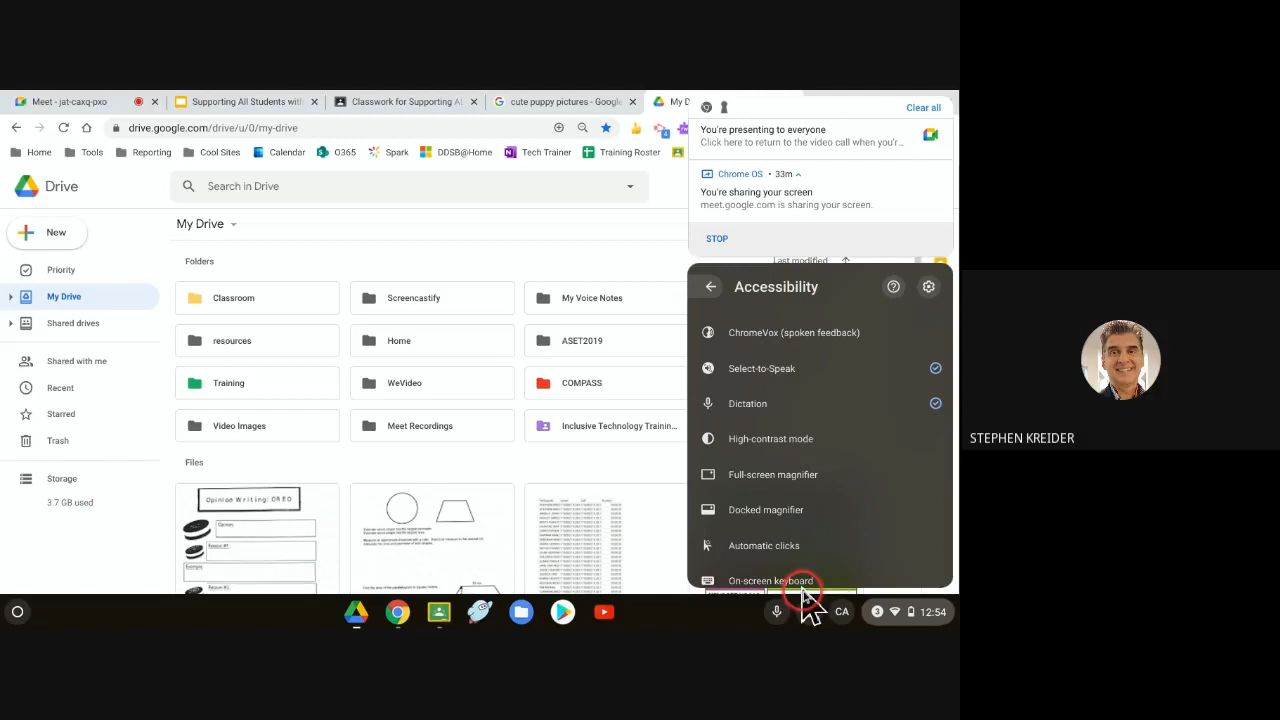 Meet - jat-caxq-pxo
Supporting All Students with
Classwork for Supporting AL
cute puppy pictures - Google
My D
drive.google.com/drive/u/0/my-drive
Home
Tools
Reporting
Cool Sites
Calendar
O365
Spark
DDSB@Home
Tech Trainer
Training Roster
Drive
Search in Drive
New
Priority
My Drive
Shared drives
Shared with me
Recent
Starred
Trash
Storage
3.7 GB used
My Drive
Folders
Last modified
Classroom
Screencastify
My Voice Notes
resources
Home
ASET2019
Training
WeVideo
COMPASS
Video Images
Meet Recordings
Inclusive Technology Trainin...
Files
Opinion Writing: OREO
Clear all
You're presenting to everyone
Click here to return to the video call when you'r...
Chrome OS • 33m
You're sharing your screen
meet.google.com is sharing your screen.
STOP
Accessibility
ChromeVox (spoken feedback)
Select-to-Speak
Dictation
High-contrast mode
Full-screen magnifier
Docked magnifier
Automatic clicks
On-screen keyboard
CA
3
12:54
STEPHEN KREIDER